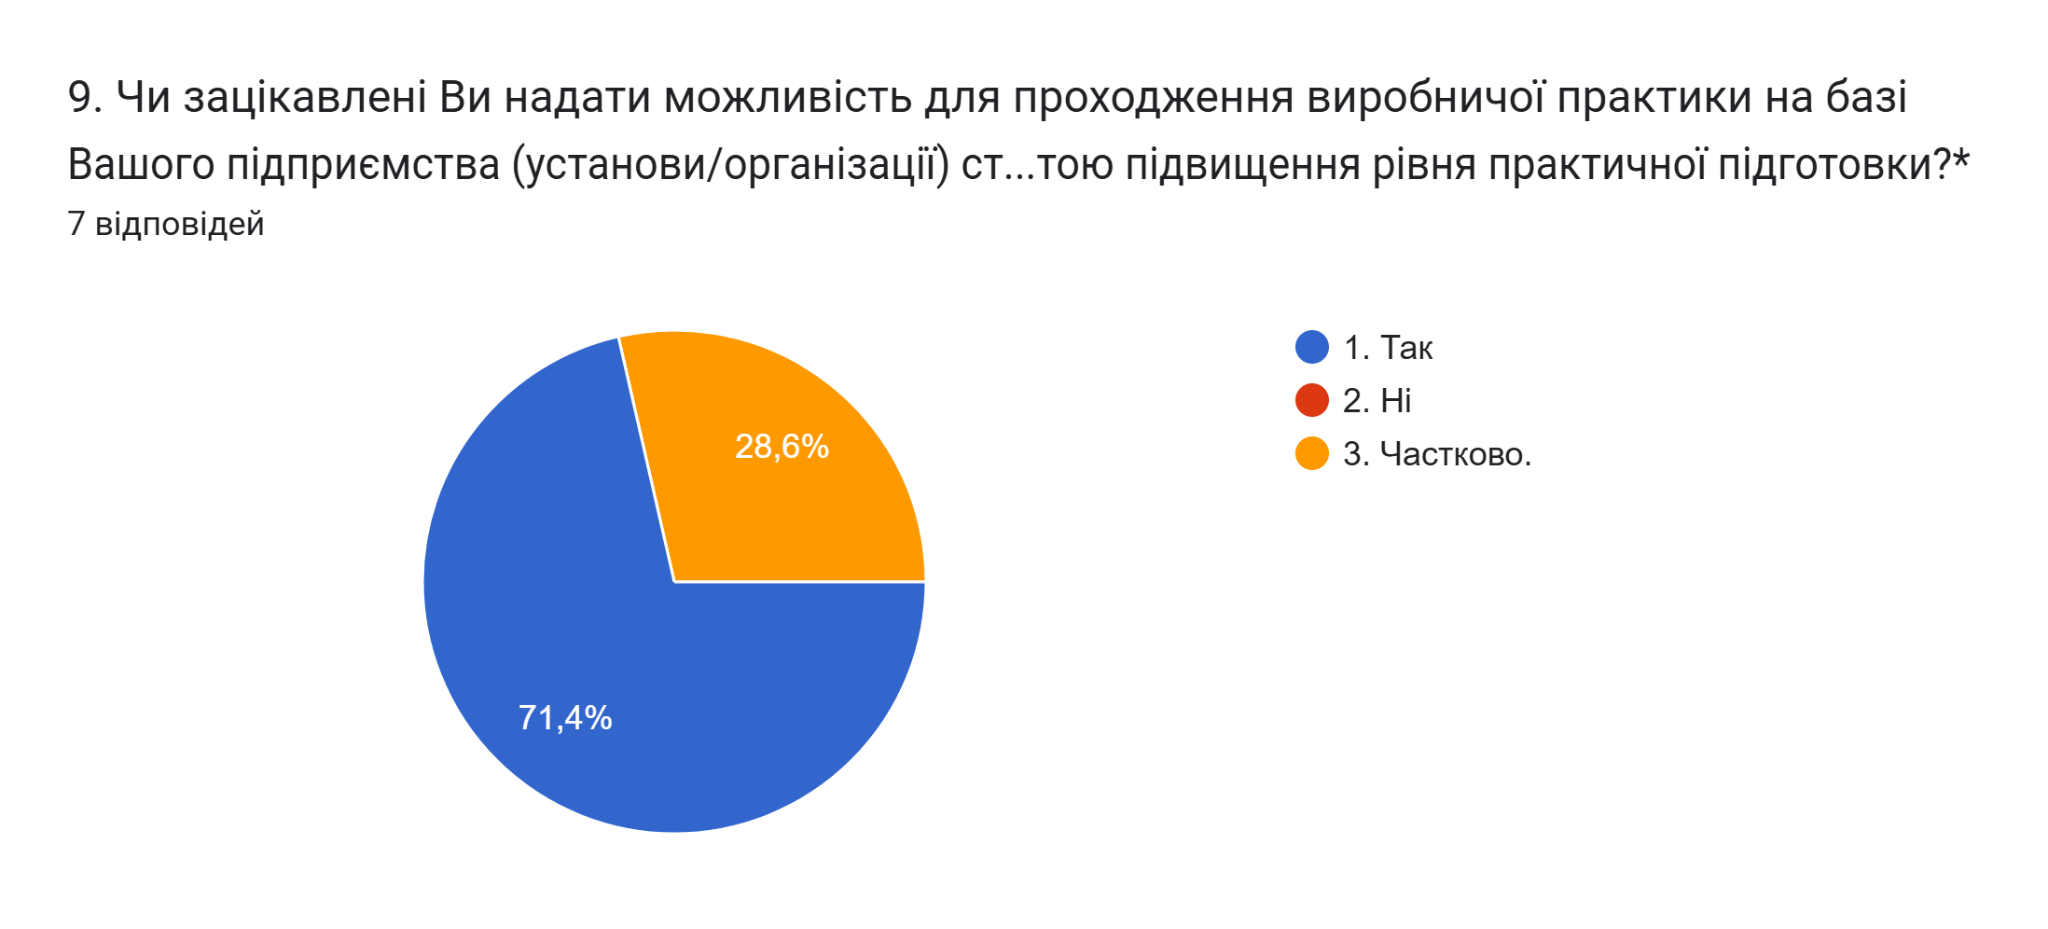 9. Чи зацікавлені Ви надати можливість для проходження виробничої практики на базі
Вашого підприємства (установи/організації) ст...тою підвищення рівня практичної підготовки?*
7 відповідей
1. Так
2. Ні
3. Частково.
28,6%
71,4%